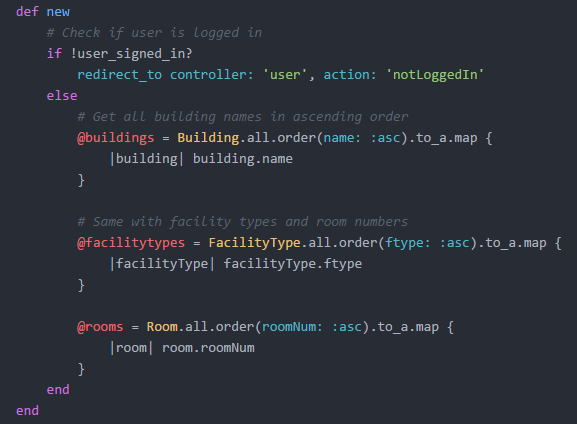 def new
    # Check if user is logged in
    if !user_signed_in?
        redirect_to controller: 'user', action: 'notLoggedIn'
    else
        # Get all building names in ascending order
        @buildings = Building.all.order(name: :asc).to_a.map {
            |building| building.name
        }

        # Same with facility types and room numbers
        @facilitytypes = FacilityType.all.order(ftype: :asc).to_a.map {
            |facilityType| facilityType.ftype
        }

        @rooms = Room.all.order(roomNum: :asc).to_a.map {
            |room| room.roomNum
        }
    end
end